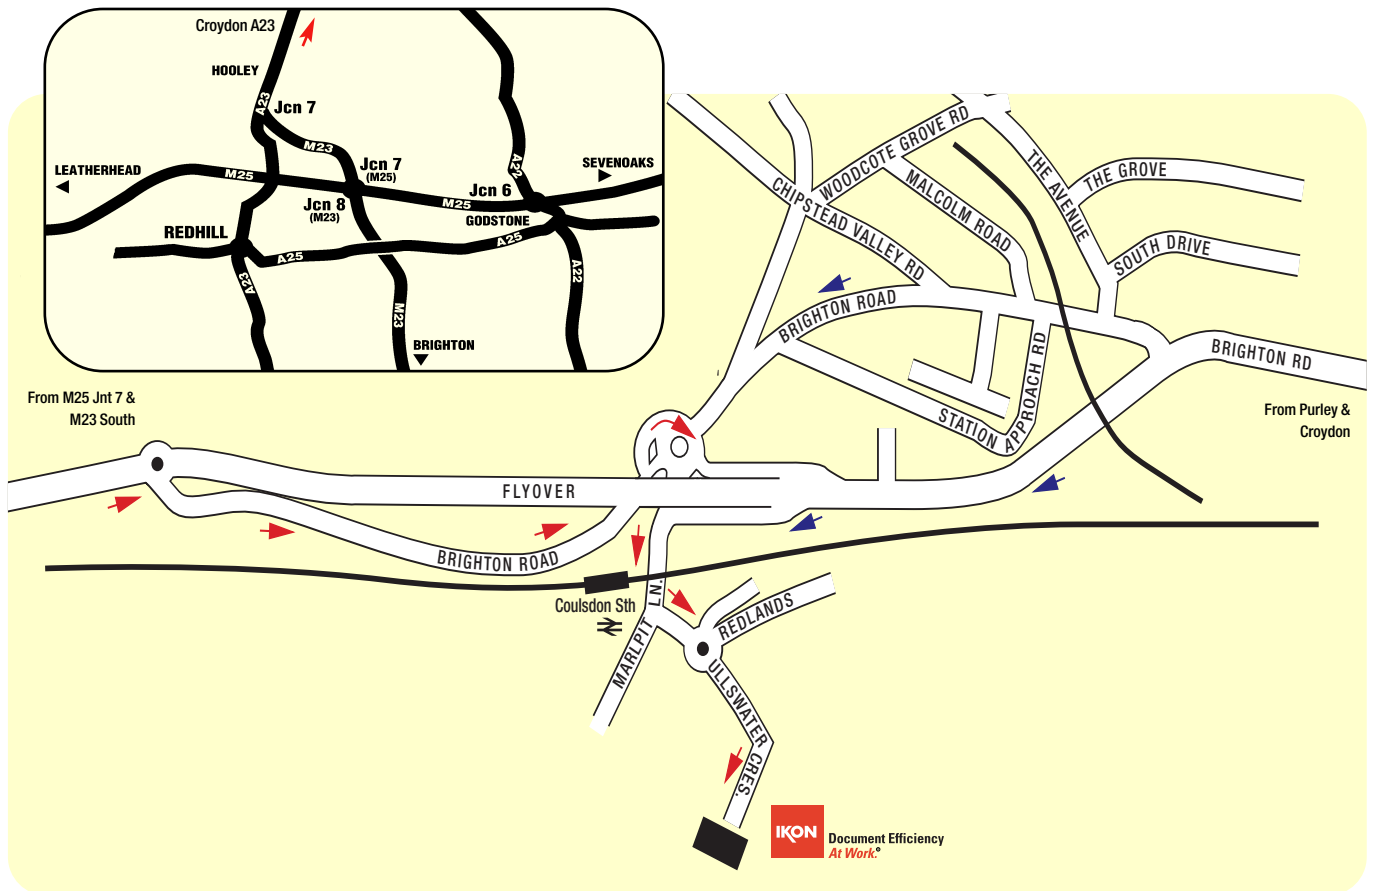 Croydon A23
HOOLEY
A23
Jcn 7
M23
Jcn 7
(M25)
LEATHERHEAD
M25
SEVENOAKS
A22
Jcn 6
Jcn 8
(M23)
M25
GODSTONE
REDHILL
A25
A25
A23
A22
M23
BRIGHTON
WOODCOTE GROVE RD
CHIPSTEAD VALLEY RD
MALCOLM ROAD
THE AVENUE
THE GROVE
SOUTH DRIVE
BRIGHTON ROAD
BRIGHTON RD
STATION APPROACH RD
From M25 Jnt 7 &
M23 South
From Purley &
Croydon
FLYOVER
BRIGHTON ROAD
Coulsdon Sth
MARLPIT LN.
REDLANDS
ULLSWATER CRES.
IKON
Document Efficiency
At Work.